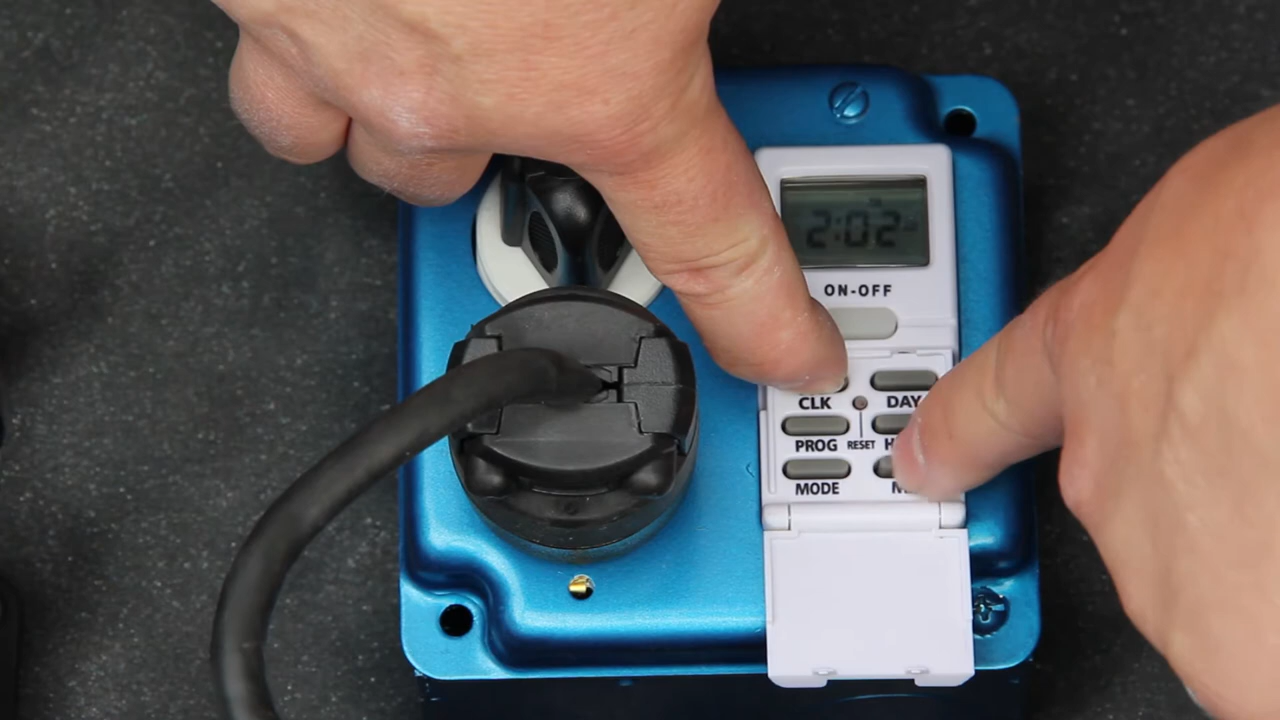 2:02
ON-OFF
CLK DAY
PROG RESET
MODE